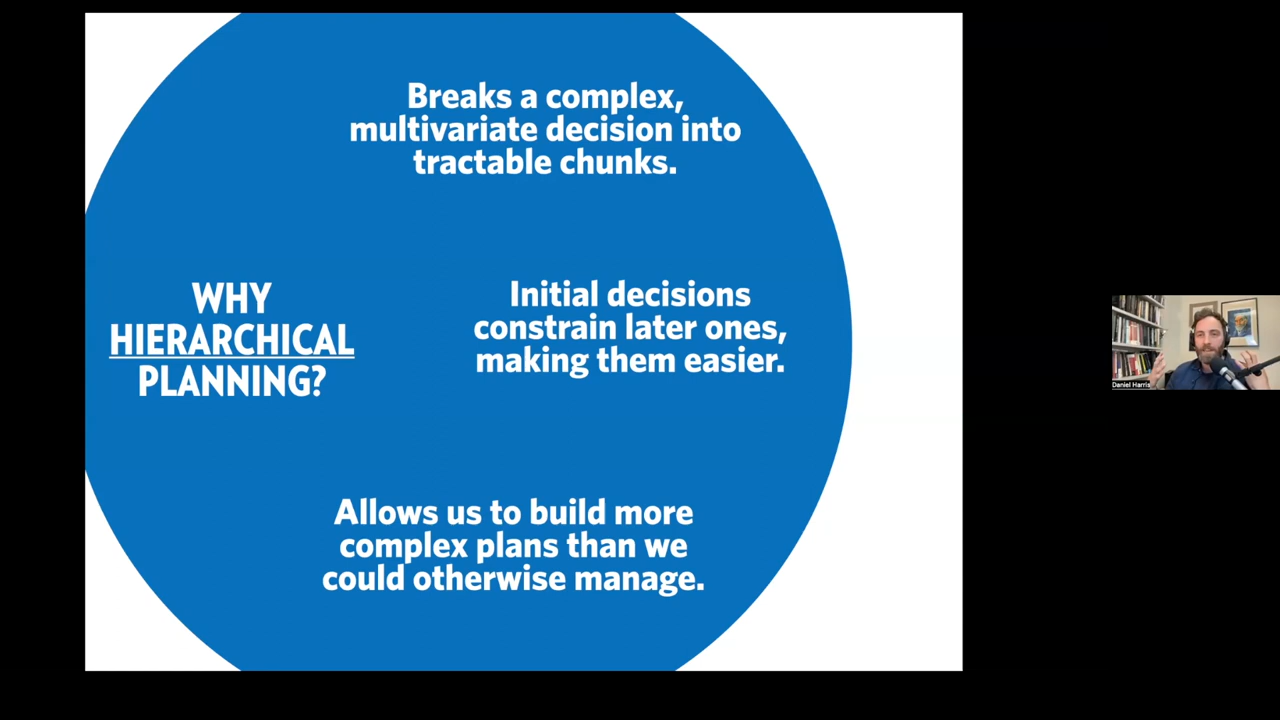 Breaks a complex,
multivariate decision into
tractable chunks.
WHY
HIERARCHICAL
PLANNING?
Initial decisions
constrain later ones,
making them easier.
Allows us to build more
complex plans than we
could otherwise manage.
Daniel Harris